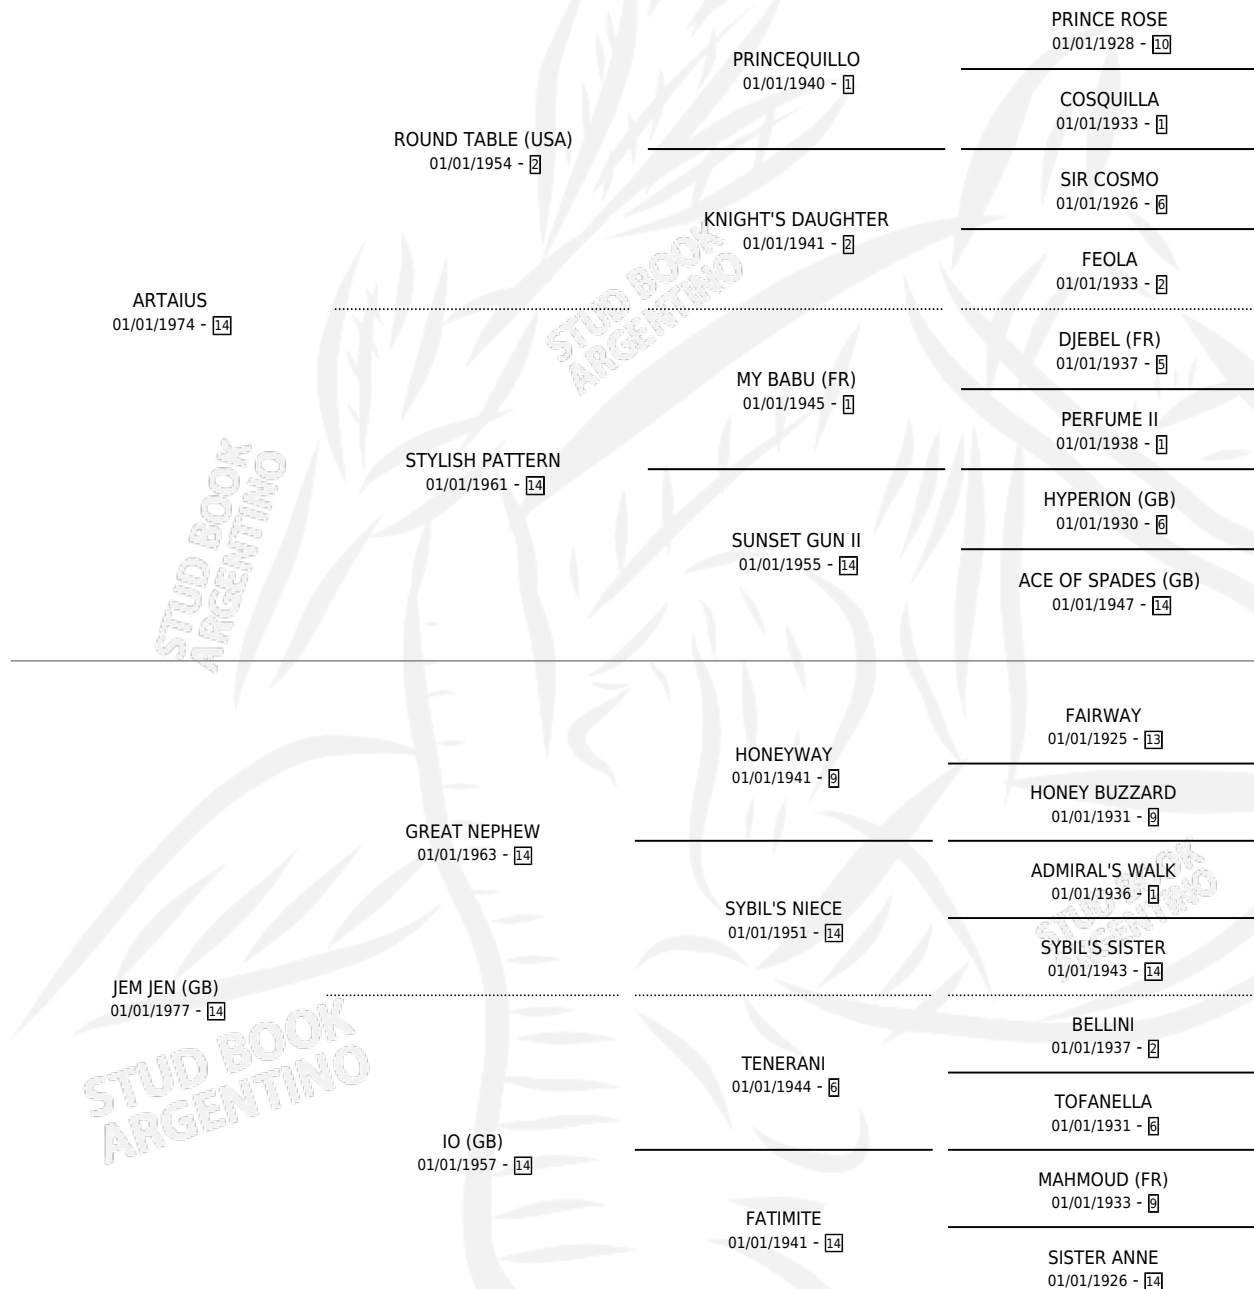 PRINCE ROSE
01/01/1928 - 10
PRINCEQUILLO
01/01/1940 - 1
COSQUILLA
01/01/1933 - 1
ROUND TABLE (USA)
01/01/1954 - 2
SIR COSMO
01/01/1926 - 6
KNIGHT'S DAUGHTER
01/01/1941 - 2
FEOLA
01/01/1933 - 2
ARTAIUS
01/01/1974 - 14
DJEBEL (FR)
01/01/1937 - 5
MY BABU (FR)
01/01/1945 - 1
PERFUME II
01/01/1938 - 1
STYLISH PATTERN
01/01/1961 - 14
HYPERION (GB)
01/01/1930 - 6
SUNSET GUN II
01/01/1955 - 14
ACE OF SPADES (GB)
01/01/1947 - 14
FAIRWAY
01/01/1925 - 13
HONEYWAY
01/01/1941 - 9
HONEY BUZZARD
01/01/1931 - 9
GREAT NEPHEW
01/01/1963 - 14
ADMIRAL'S WALK
01/01/1936 - 1
SYBIL'S NIECE
01/01/1951 - 14
SYBIL'S SISTER
01/01/1943 - 14
JEM JEN (GB)
01/01/1977 - 14
BELLINI
01/01/1937 - 2
TENERANI
01/01/1944 - 6
TOFANELLA
01/01/1931 - 6
IO (GB)
01/01/1957 - 14
MAHMOUD (FR)
01/01/1933 - 9
FATIMITE
01/01/1941 - 14
SISTER ANNE
01/01/1926 - 14
STUD BOOK
ARGENTINO
STUD BOOK
ARGENTINO
STUD BOOK
ARGENTINO
STUD BOOK
ARGENTINO